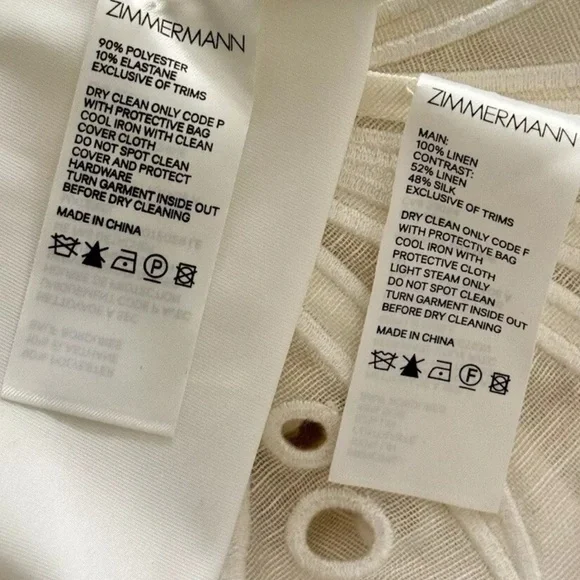 ZIMMERMANN
90% POLYESTER
10% ELASTANE
EXCLUSIVE OF TRIMS
DRY CLEAN ONLY CODE P
WITH PROTECTIVE BAG
COOL IRON WITH CLEAN
COVER CLOTH
DO NOT SPOT CLEAN
COVER AND PROTECT
HARDWARE
TURN GARMENT INSIDE OUT
BEFORE DRY CLEANING
MADE IN CHINA
P
ZIMMERMANN
MAIN:
100% LINEN
CONTRAST:
52% LINEN
48% SILK
EXCLUSIVE OF TRIMS
DRY CLEAN ONLY CODE F
WITH PROTECTIVE BAG
COOL IRON WITH
PROTECTIVE CLOTH
LIGHT STEAM ONLY
DO NOT SPOT CLEAN
TURN GARMENT INSIDE OUT
BEFORE DRY CLEANING
MADE IN CHINA
F